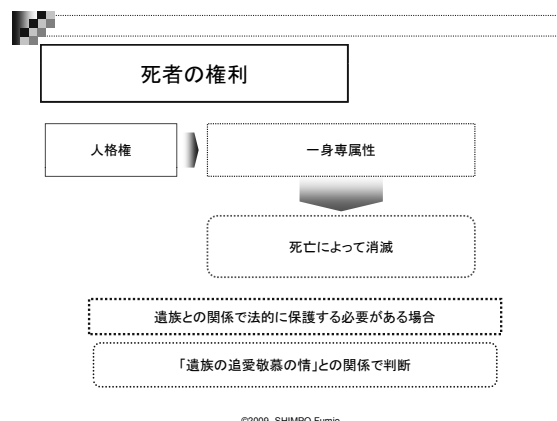 死者の権利
人格権
一身専属性
死亡によって消滅
遺族との関係で法的に保護する必要がある場合
「遺族の追愛敬慕の情」との関係で判断
©2009 SHIMPO Fumio